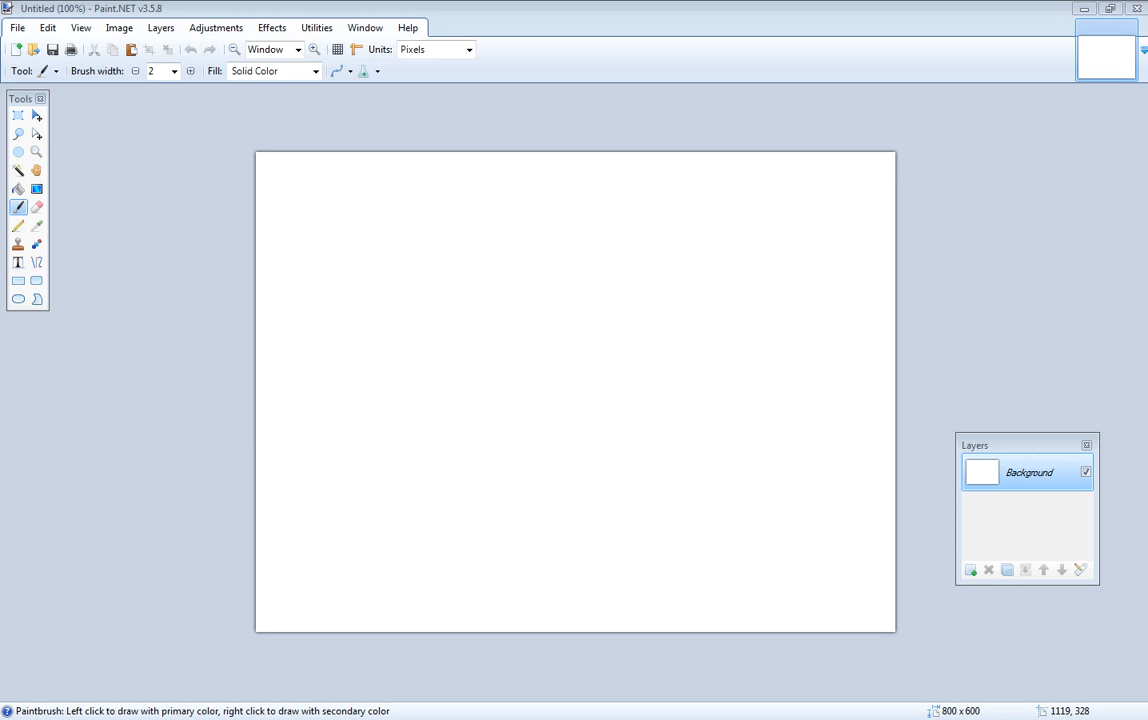 Untitled (100%) - Paint.NET v3.5.8
File Edit View Image Layers Adjustments Effects Utilities Window Help
Window Units: Pixels
Tool: Brush width: 2 Fill: Solid Color
Tools
Layers
Background
Paintbrush: Left click to draw with primary color, right click to draw with secondary color
800 x 600
1119, 328